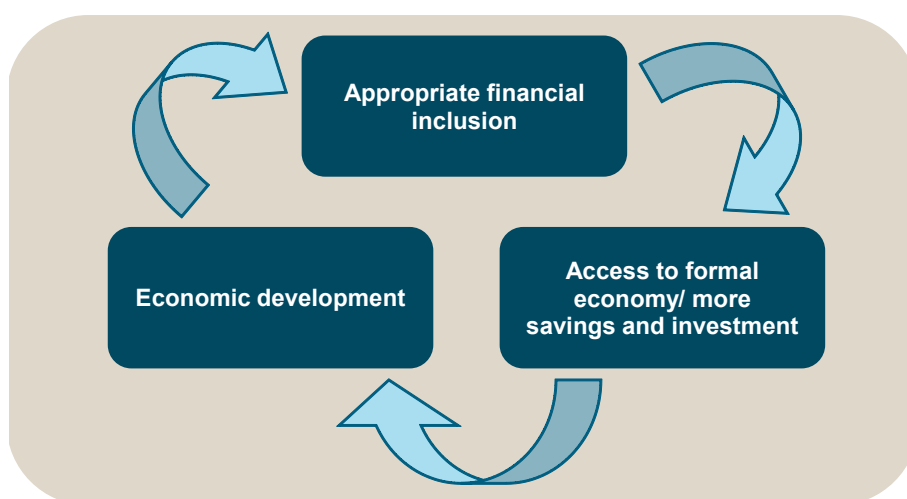 Appropriate financial
inclusion
Economic development
Access to formal
economy/ more
savings and investment